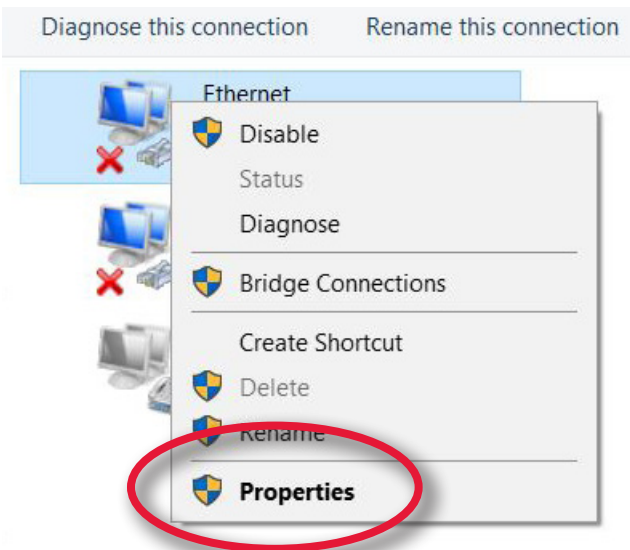 Diagnose this connection Rename this connection
Ethernet
Disable
Status
Diagnose
Bridge Connections
Create Shortcut
Delete
Rename
Properties